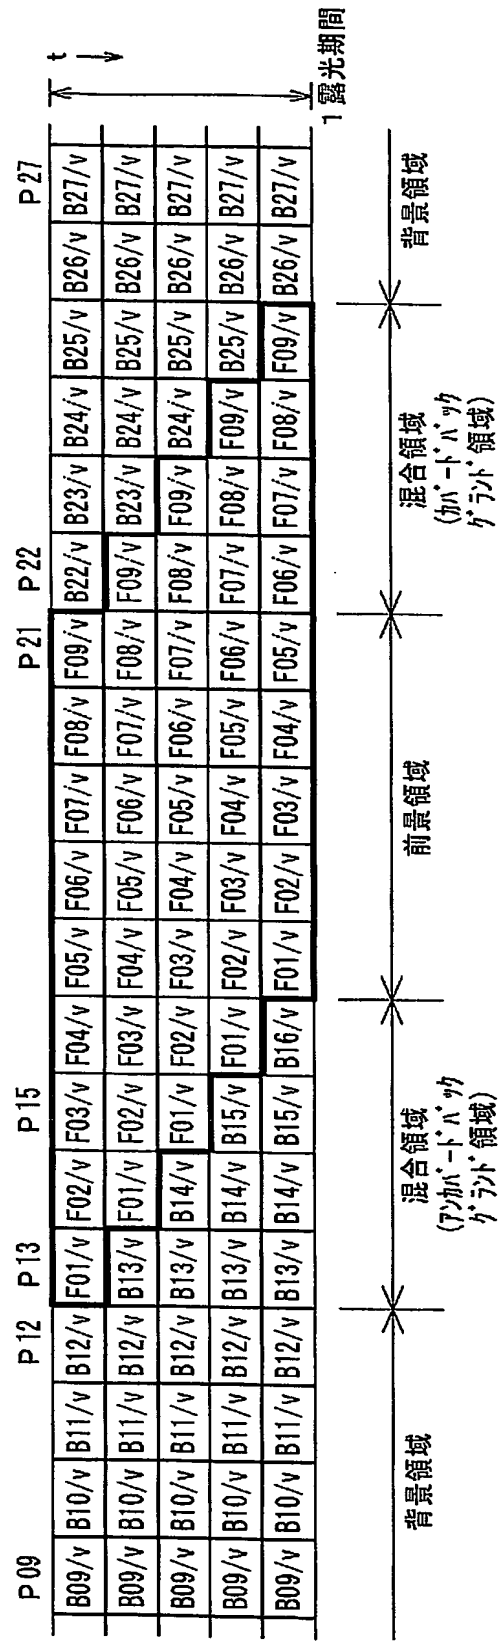 P09 P12 P13 P15 P21 P22 P27
t
B09/v B10/v B11/v B12/v F01/v F02/v F03/v F04/v F05/v F06/v F07/v F08/v F09/v B22/v B23/v B24/v B25/v B26/v B27/v
B09/v B10/v B11/v B12/v B13/v F01/v F02/v F03/v F04/v F05/v F06/v F07/v F08/v F09/v B23/v B24/v B25/v B26/v B27/v
B09/v B10/v B11/v B12/v B13/v B14/v F01/v F02/v F03/v F04/v F05/v F06/v F07/v F08/v F09/v B24/v B25/v B26/v B27/v
B09/v B10/v B11/v B12/v B13/v B14/v B15/v F01/v F02/v F03/v F04/v F05/v F06/v F07/v F08/v F09/v B25/v B26/v B27/v
B09/v B10/v B11/v B12/v B13/v B14/v B15/v B16/v F01/v F02/v F03/v F04/v F05/v F06/v F07/v F08/v F09/v B26/v B27/v
1露光期間
背景領域
混合領域
(アンカバードバック
グランド領域)
前景領域
混合領域
(カバードバック
グランド領域)
背景領域